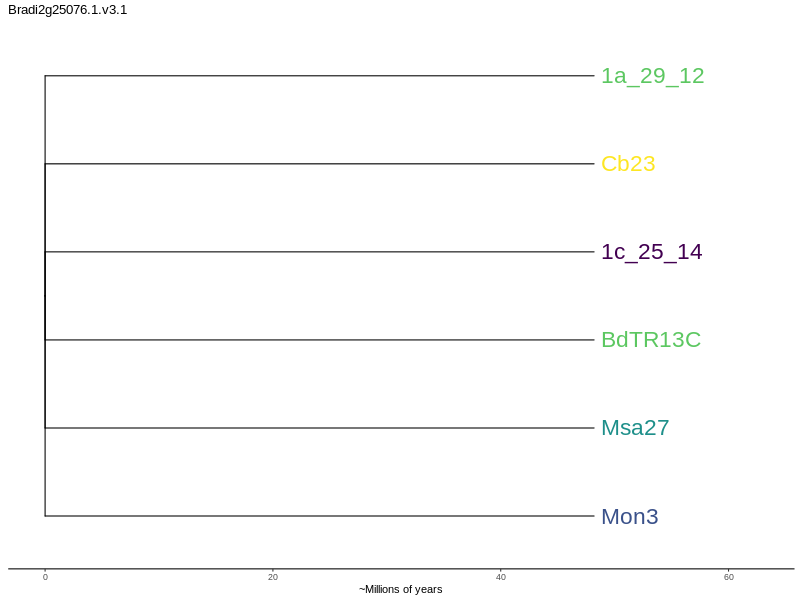 Bradi2g25076.1.v3.1
1a_29_12
Cb23
1c_25_14
BdTR13C
Msa27
Mon3
0 20 40 60
~Millions of years